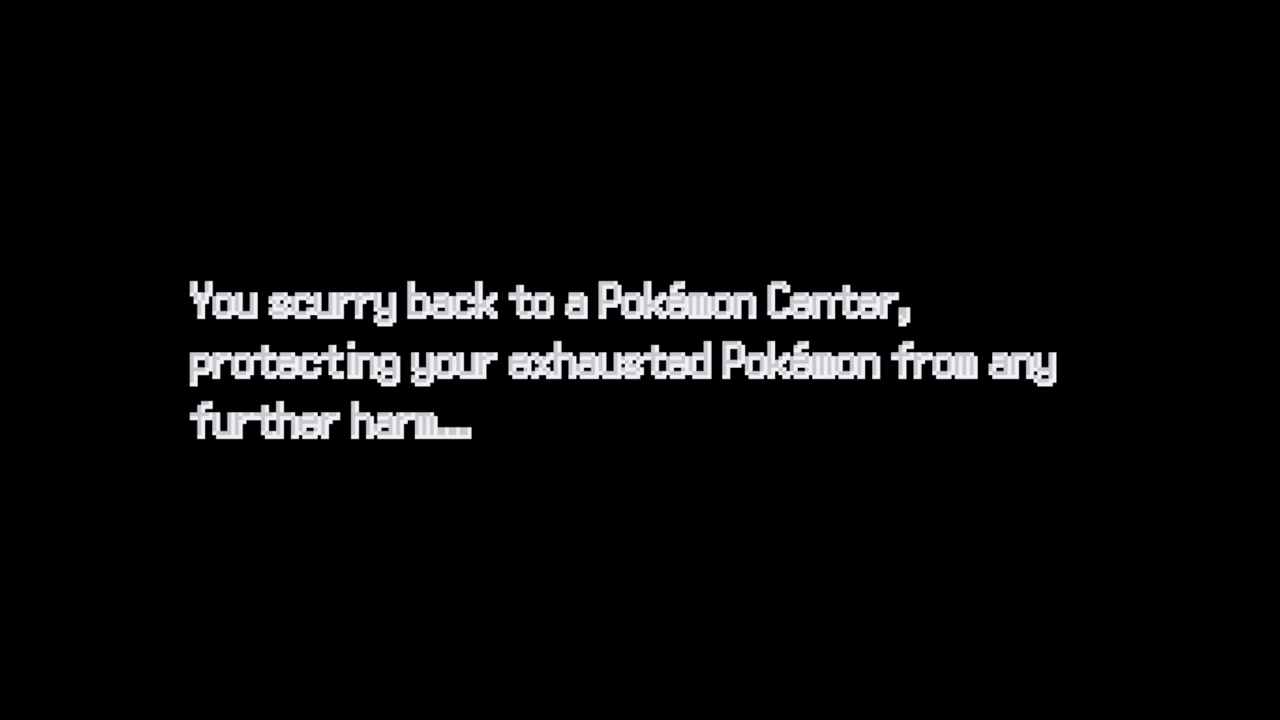 You scurry back to a Pokémon Center,
protecting your exhausted Pokémon from any
further harm...